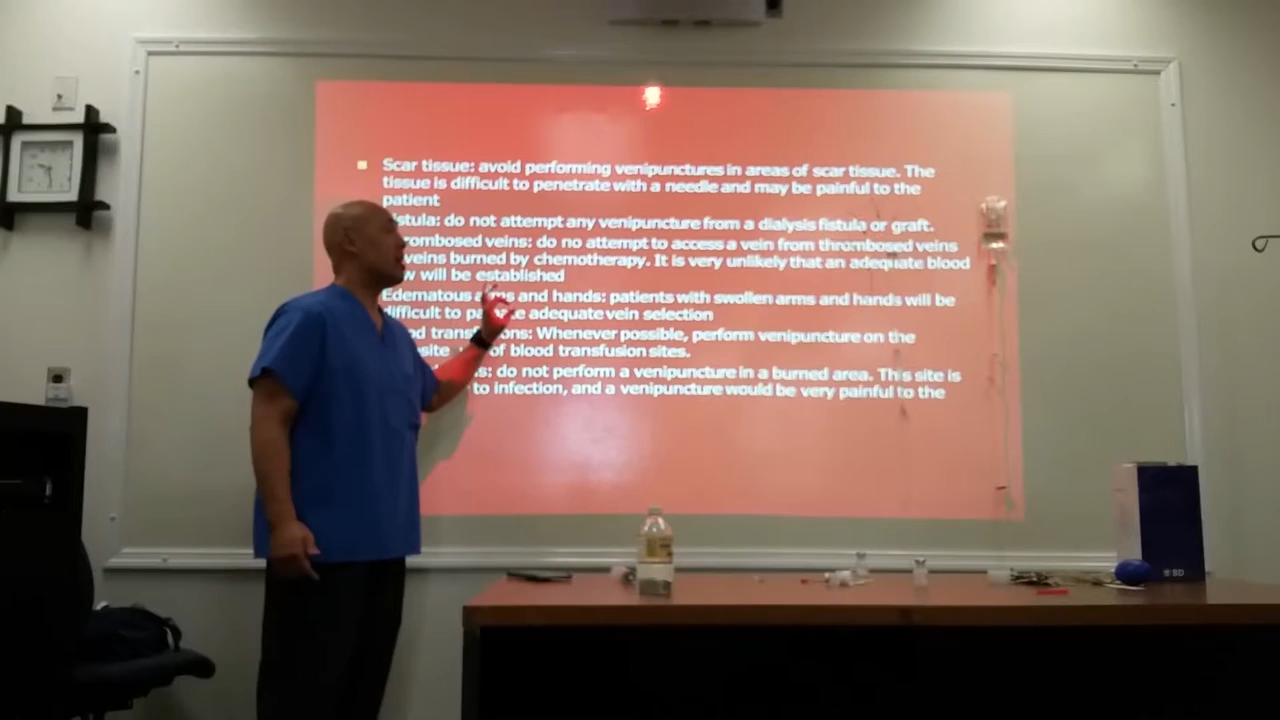 Scar tissue: avoid performing venipunctures in areas of scar tissue. The
tissue is difficult to penetrate with a needle and may be painful to the
patient
istula: do not attempt any venipuncture from a dialysis fistula or graft.
rombosed veins: do no attempt to access a vein from thrombosed veins
veins burned by chemotherapy. It is very unlikely that an adequate blood
w will be established
Edematous and hands: patients with swollen arms and hands will be
difficult to adequate vein selection
Whenever possible, perform venipuncture on the
of blood transfusion sites.
s: do not perform a venipuncture in a burned area. This site is
to infection, and a venipuncture would be very painful to the
BD